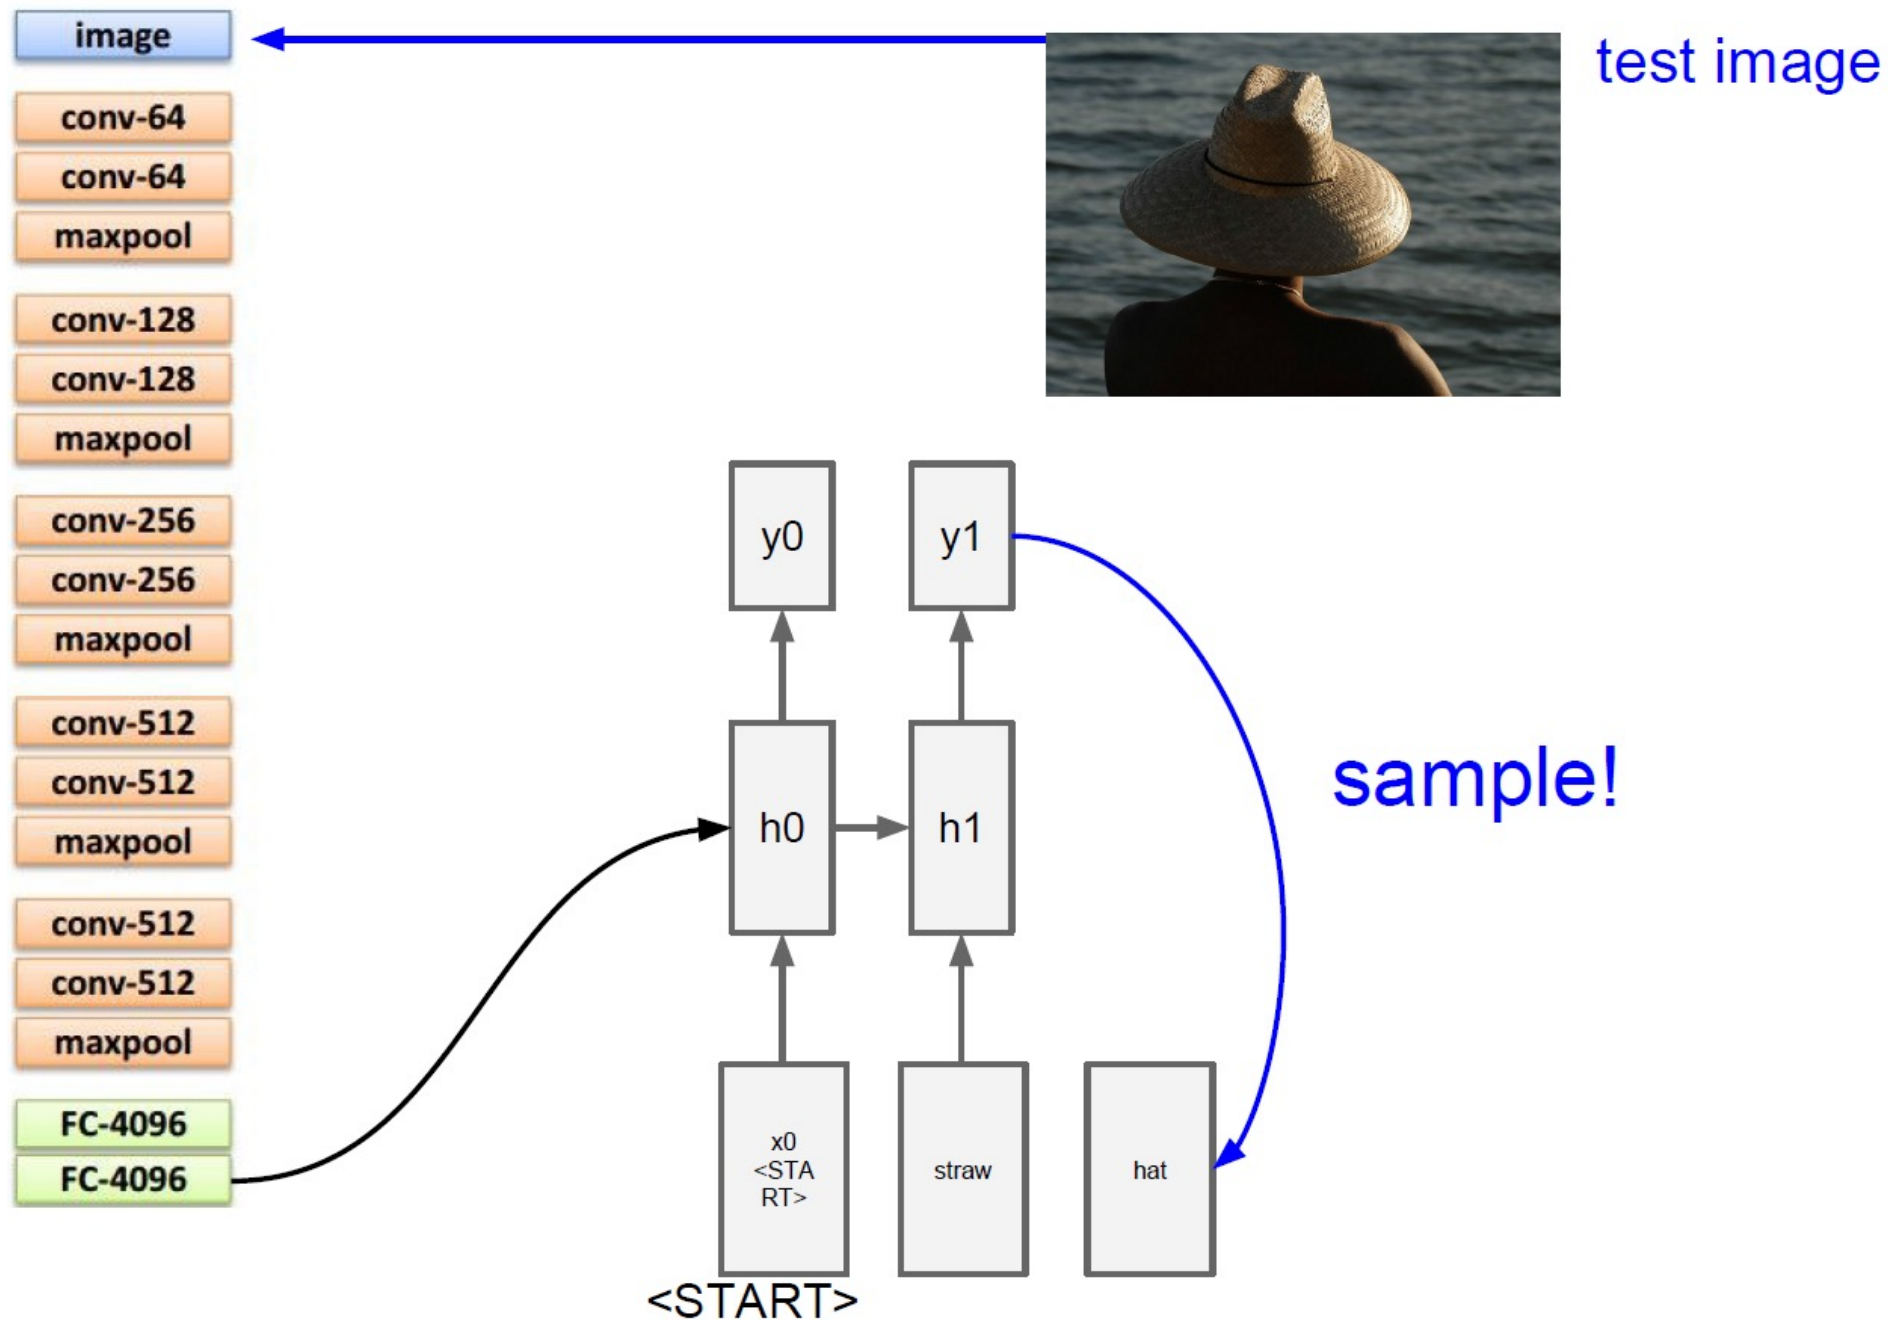 image
test image
conv-64
conv-64
maxpool
conv-128
conv-128
maxpool
conv-256
conv-256
maxpool
conv-512
conv-512
maxpool
conv-512
conv-512
maxpool
FC-4096
FC-4096
y0
y1
h0
h1
sample!
x0
<STA
RT>
straw
hat
<START>